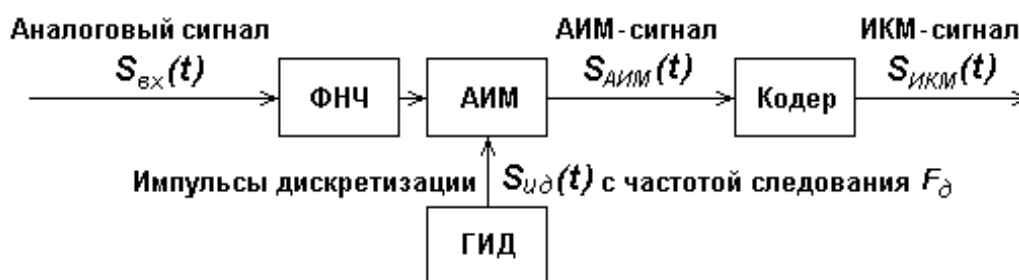 Аналоговый сигнал АИМ-сигнал ИКМ-сигнал
Sвх(t) SАИМ(t) SИКМ(t)
ФНЧ АИМ Кодер
Импульсы дискретизации Sид(t) с частотой следования Fд
ГИД